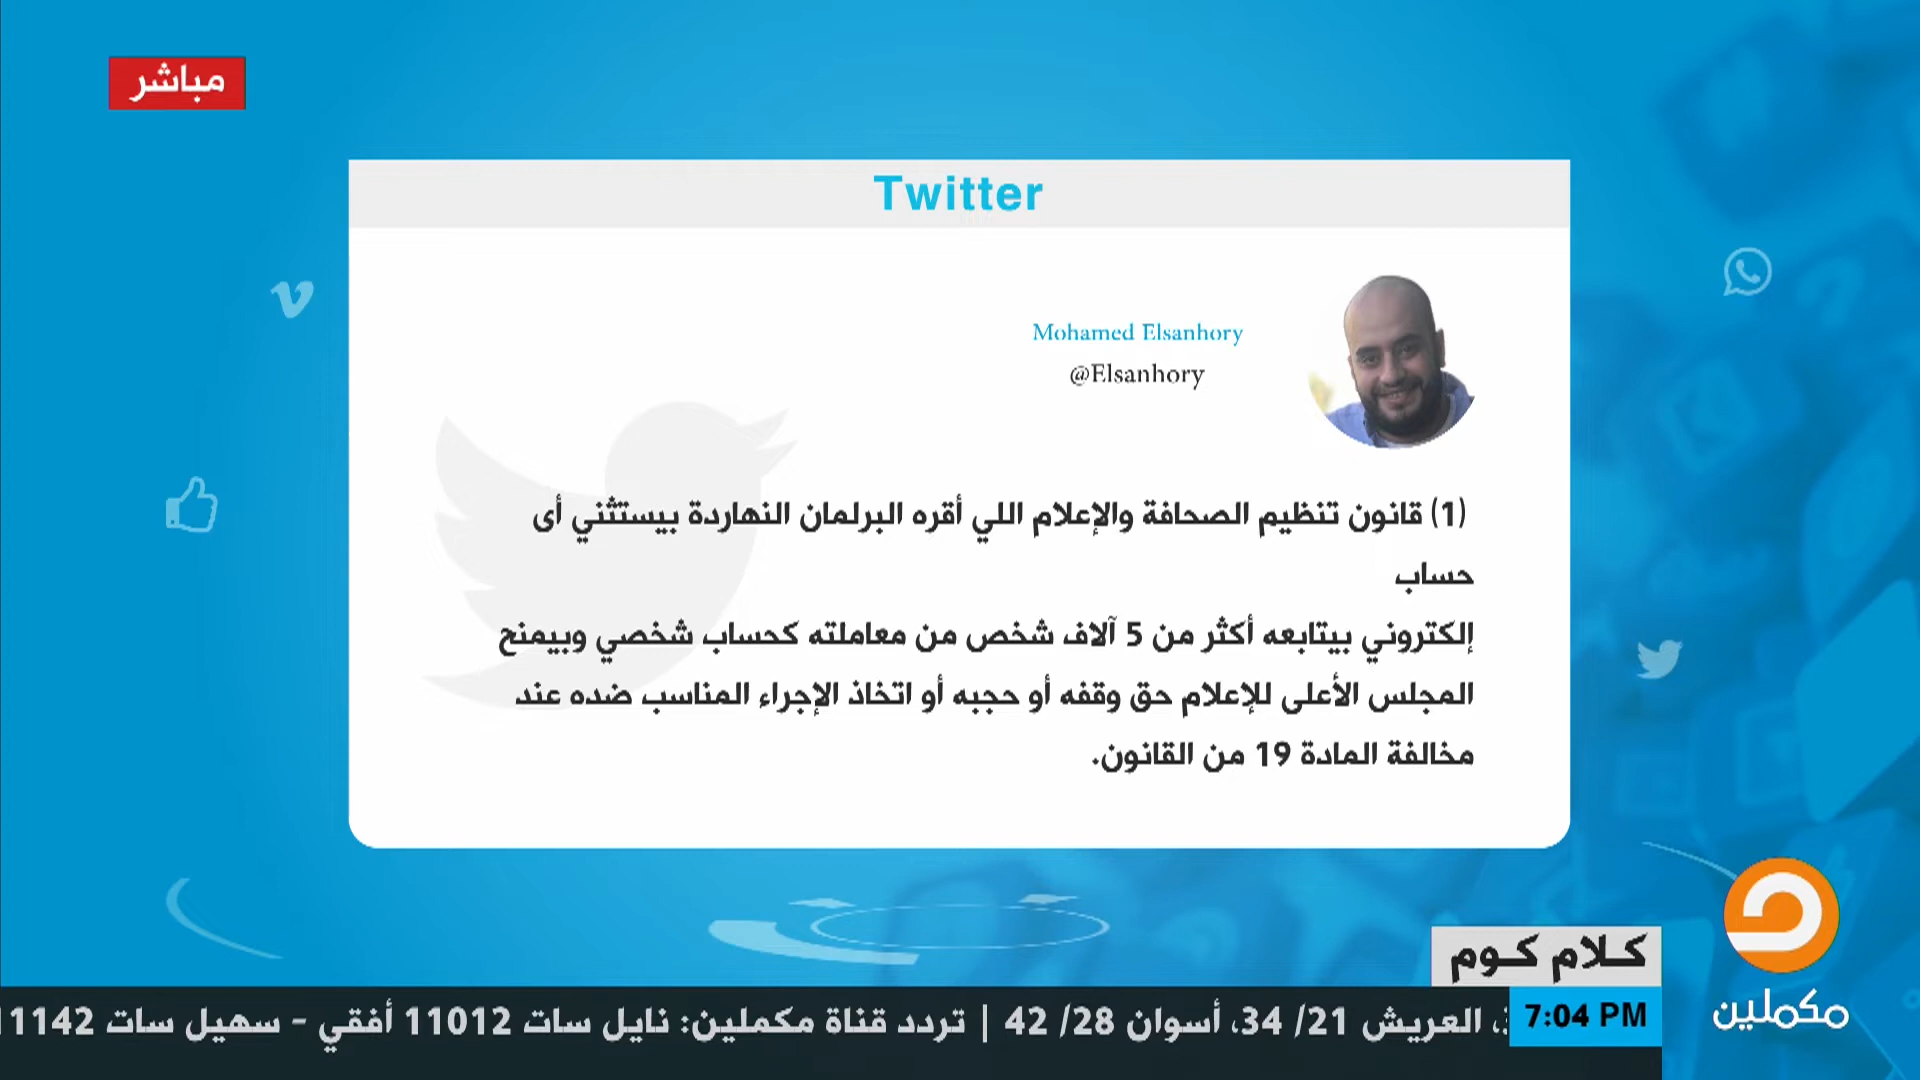 مباشر
Twitter
Mohamed Elsanhory
@Elsanhory
(1) قانون تنظيم الصحافة والإعلام اللي أقره البرلمان النهاردة بيستثني أى
حساب
إلكتروني بيتابعه أكثر من 5 آلاف شخص من معاملته كحساب شخصي وبيمنح
المجلس الأعلى للإعلام حق وقفه أو حجبه أو اتخاذ الإجراء المناسب ضده عند
مخالفة المادة 19 من القانون.
كلام كوم
7:04 PM
، العريش 21/ 34، أسوان 28/ 42 | تردد قناة مكملين: نايل سات 11012 أفقي - سهيل سات 11142
مكملين